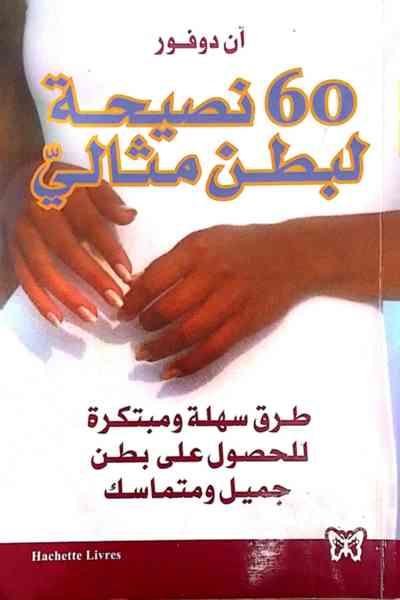 آن دوفور
60 نصيحة
لبطن مثاليّ
طرق سهلة ومبتكرة
للحصول على بطن
جميل ومتماسك
Hachette Livres